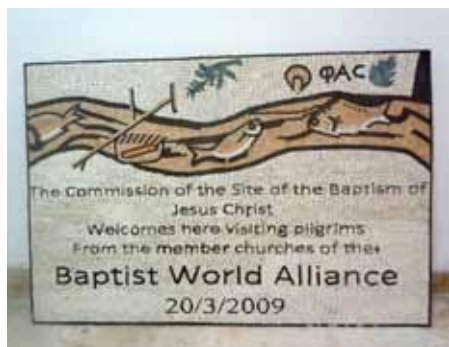 ΦΑC
The Commission of the Site of the Baptism of
Jesus Christ
Welcomes here visiting pilgrims
From the member churches of the
Baptist World Alliance
20/3/2009